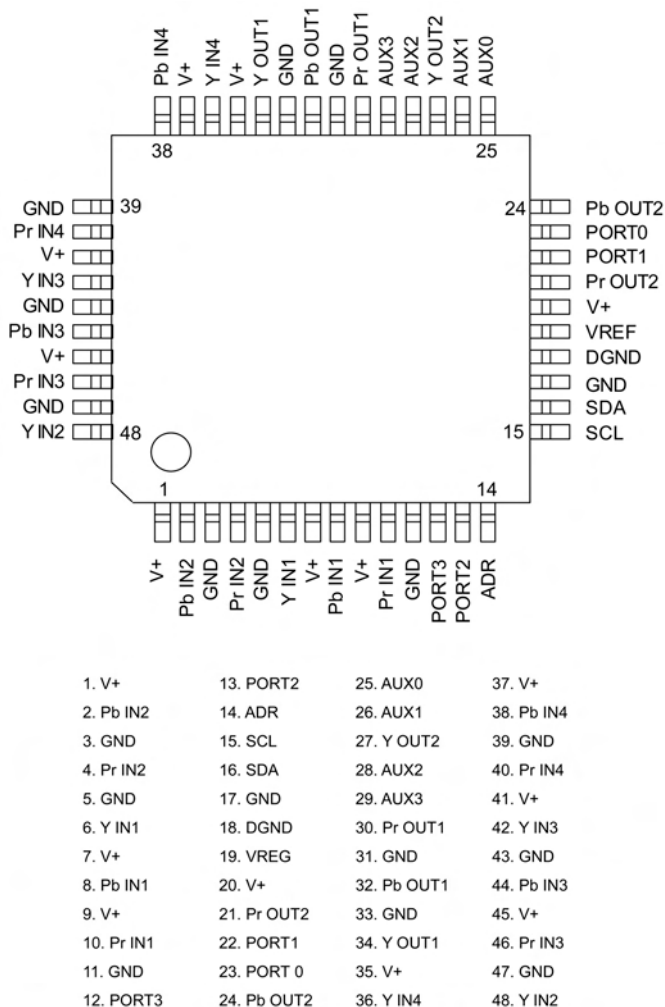 Pb IN4
V+
Y IN4
V+
Y OUT1
GND
Pb OUT1
GND
Pr OUT1
AUX3
AUX2
Y OUT2
AUX1
AUX0
38
25
39
24
GND
Pr IN4
V+
Y IN3
GND
Pb IN3
V+
Pr IN3
GND
Y IN2
Pb OUT2
PORT0
PORT1
Pr OUT2
V+
VREF
DGND
GND
SDA
SCL
48
15
1
14
V+
Pb IN2
GND
Pr IN2
GND
Y IN1
V+
Pb IN1
V+
Pr IN1
GND
PORT3
PORT2
ADR
1. V+
2. Pb IN2
3. GND
4. Pr IN2
5. GND
6. Y IN1
7. V+
8. Pb IN1
9. V+
10. Pr IN1
11. GND
12. PORT3
13. PORT2
14. ADR
15. SCL
16. SDA
17. GND
18. DGND
19. VREG
20. V+
21. Pr OUT2
22. PORT1
23. PORT 0
24. Pb OUT2
25. AUX0
26. AUX1
27. Y OUT2
28. AUX2
29. AUX3
30. Pr OUT1
31. GND
32. Pb OUT1
33. GND
34. Y OUT1
35. V+
36. Y IN4
37. V+
38. Pb IN4
39. GND
40. Pr IN4
41. V+
42. Y IN3
43. GND
44. Pb IN3
45. V+
46. Pr IN3
47. GND
48. Y IN2